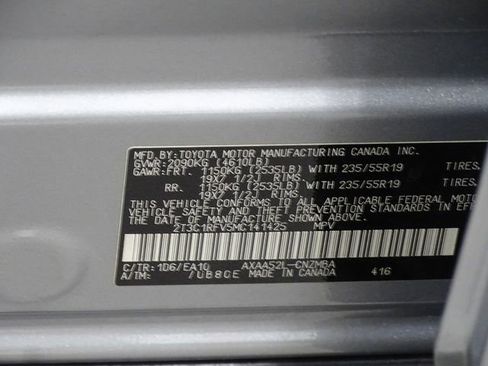 MFD. BY: TOYOTA MOTOR MANUFACTURING CANADA INC.
GVWR: 2090KG (4610LB)
GAWR: FRT. 1150KG (2535LB) WITH 235/55R19 TIRES.
19X7 1/2J RIMS.
RR. 1150KG (2535LB) WITH 235/55R19 TIRES.
19X7 1/2J RIMS.
THIS VEHICLE CONFORMS TO ALL APPLICABLE FEDERAL MOTOR
VEHICLE SAFETY AND THEFT PREVENTION STANDARDS IN EFFECT
THE DATE OF MANUFACTURE SHOWN ABOVE.
2T3C1RFV5MC141425 MPV
C/TR: 1D6/EA10 AXAA52L-CNZMBA
A/TM: /UB8CE MADE IN CANADA 416